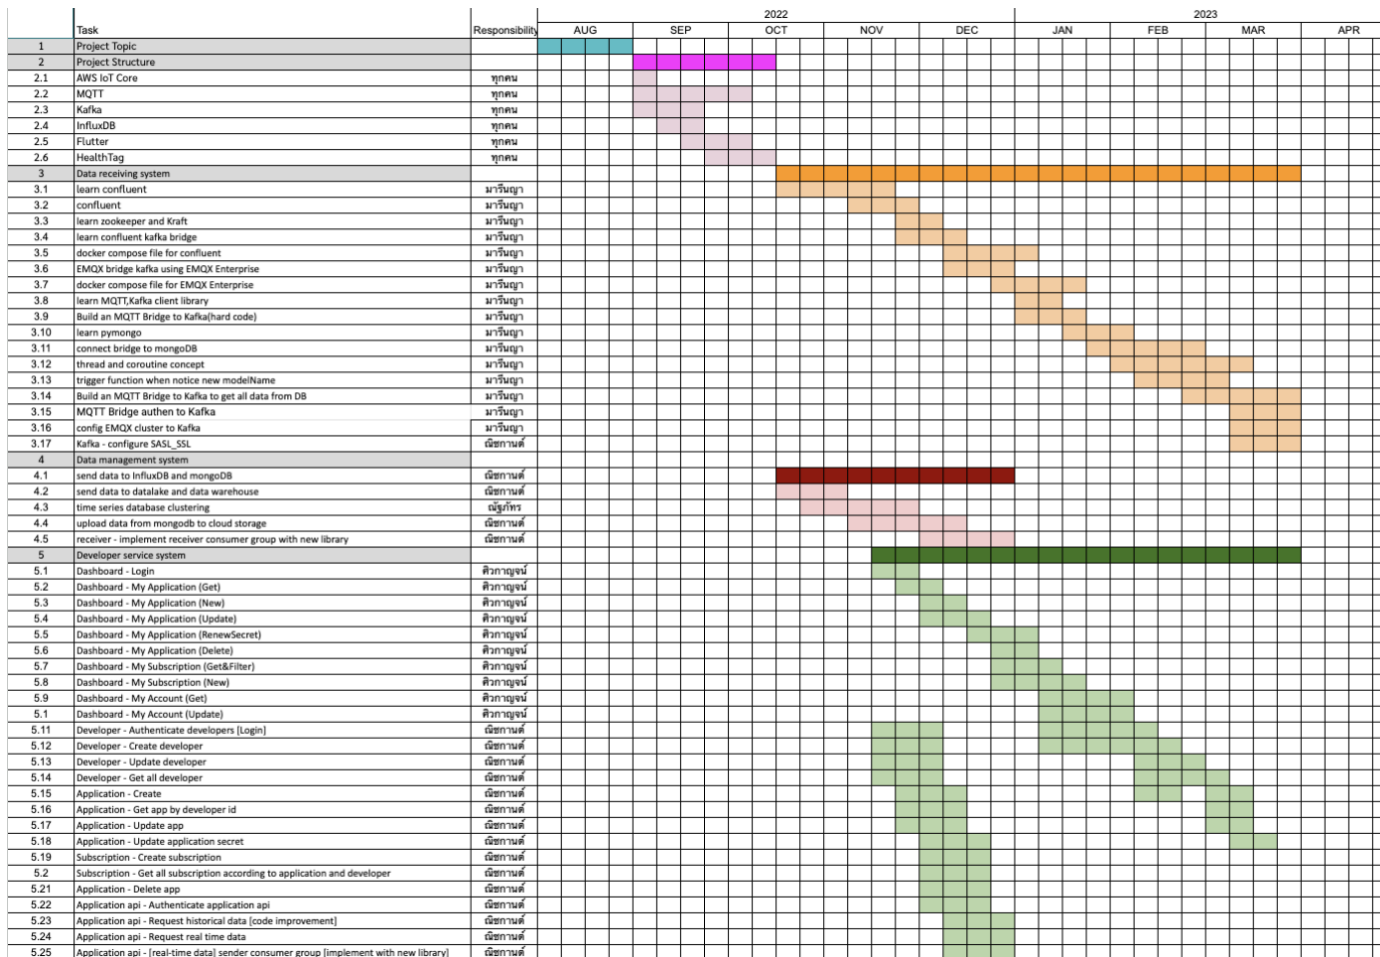 2022 2023
Task Responsibility AUG SEP OCT NOV DEC JAN FEB MAR APR
1 Project Topic
2 Project Structure
2.1 AWS IoT Core ทุกคน
2.2 MQTT ทุกคน
2.3 Kafka ทุกคน
2.4 InfluxDB ทุกคน
2.5 Flutter ทุกคน
2.6 HealthTag ทุกคน
3 Data receiving system
3.1 learn confluent มารีนญา
3.2 confluent มารีนญา
3.3 learn zookeeper and Kraft มารีนญา
3.4 learn confluent kafka bridge มารีนญา
3.5 docker compose file for confluent มารีนญา
3.6 EMQX bridge kafka using EMQX Enterprise มารีนญา
3.7 docker compose file for EMQX Enterprise มารีนญา
3.8 learn MQTT,Kafka client library มารีนญา
3.9 Build an MQTT Bridge to Kafka(hard code) มารีนญา
3.10 learn pymongo มารีนญา
3.11 connect bridge to mongoDB มารีนญา
3.12 thread and coroutine concept มารีนญา
3.13 trigger function when notice new modelName มารีนญา
3.14 Build an MQTT Bridge to Kafka to get all data from DB มารีนญา
3.15 MQTT Bridge authen to Kafka มารีนญา
3.16 config EMQX cluster to Kafka มารีนญา
3.17 Kafka - configure SASL_SSL ณิชกานต์
4 Data management system
4.1 send data to InfluxDB and mongoDB ณิชกานต์
4.2 send data to datalake and data warehouse ณิชกานต์
4.3 time series database clustering ณัฐภัทร
4.4 upload data from mongodb to cloud storage ณิชกานต์
4.5 receiver - implement receiver consumer group with new library ณิชกานต์
5 Developer service system
5.1 Dashboard - Login ศิวกาญจน์
5.2 Dashboard - My Application (Get) ศิวกาญจน์
5.3 Dashboard - My Application (New) ศิวกาญจน์
5.4 Dashboard - My Application (Update) ศิวกาญจน์
5.5 Dashboard - My Application (RenewSecret) ศิวกาญจน์
5.6 Dashboard - My Application (Delete) ศิวกาญจน์
5.7 Dashboard - My Subscription (Get&Filter) ศิวกาญจน์
5.8 Dashboard - My Subscription (New) ศิวกาญจน์
5.9 Dashboard - My Account (Get) ศิวกาญจน์
5.1 Dashboard - My Account (Update) ศิวกาญจน์
5.11 Developer - Authenticate developers [Login] ณิชกานต์
5.12 Developer - Create developer ณิชกานต์
5.13 Developer - Update developer ณิชกานต์
5.14 Developer - Get all developer ณิชกานต์
5.15 Application - Create ณิชกานต์
5.16 Application - Get app by developer id ณิชกานต์
5.17 Application - Update app ณิชกานต์
5.18 Application - Update application secret ณิชกานต์
5.19 Subscription - Create subscription ณิชกานต์
5.2 Subscription - Get all subscription according to application and developer ณิชกานต์
5.21 Application - Delete app ณิชกานต์
5.22 Application api - Authenticate application api ณิชกานต์
5.23 Application api - Request historical data [code improvement] ณิชกานต์
5.24 Application api - Request real time data ณิชกานต์
5.25 Application api - [real-time data] sender consumer group [implement with new library] ณิชกานต์